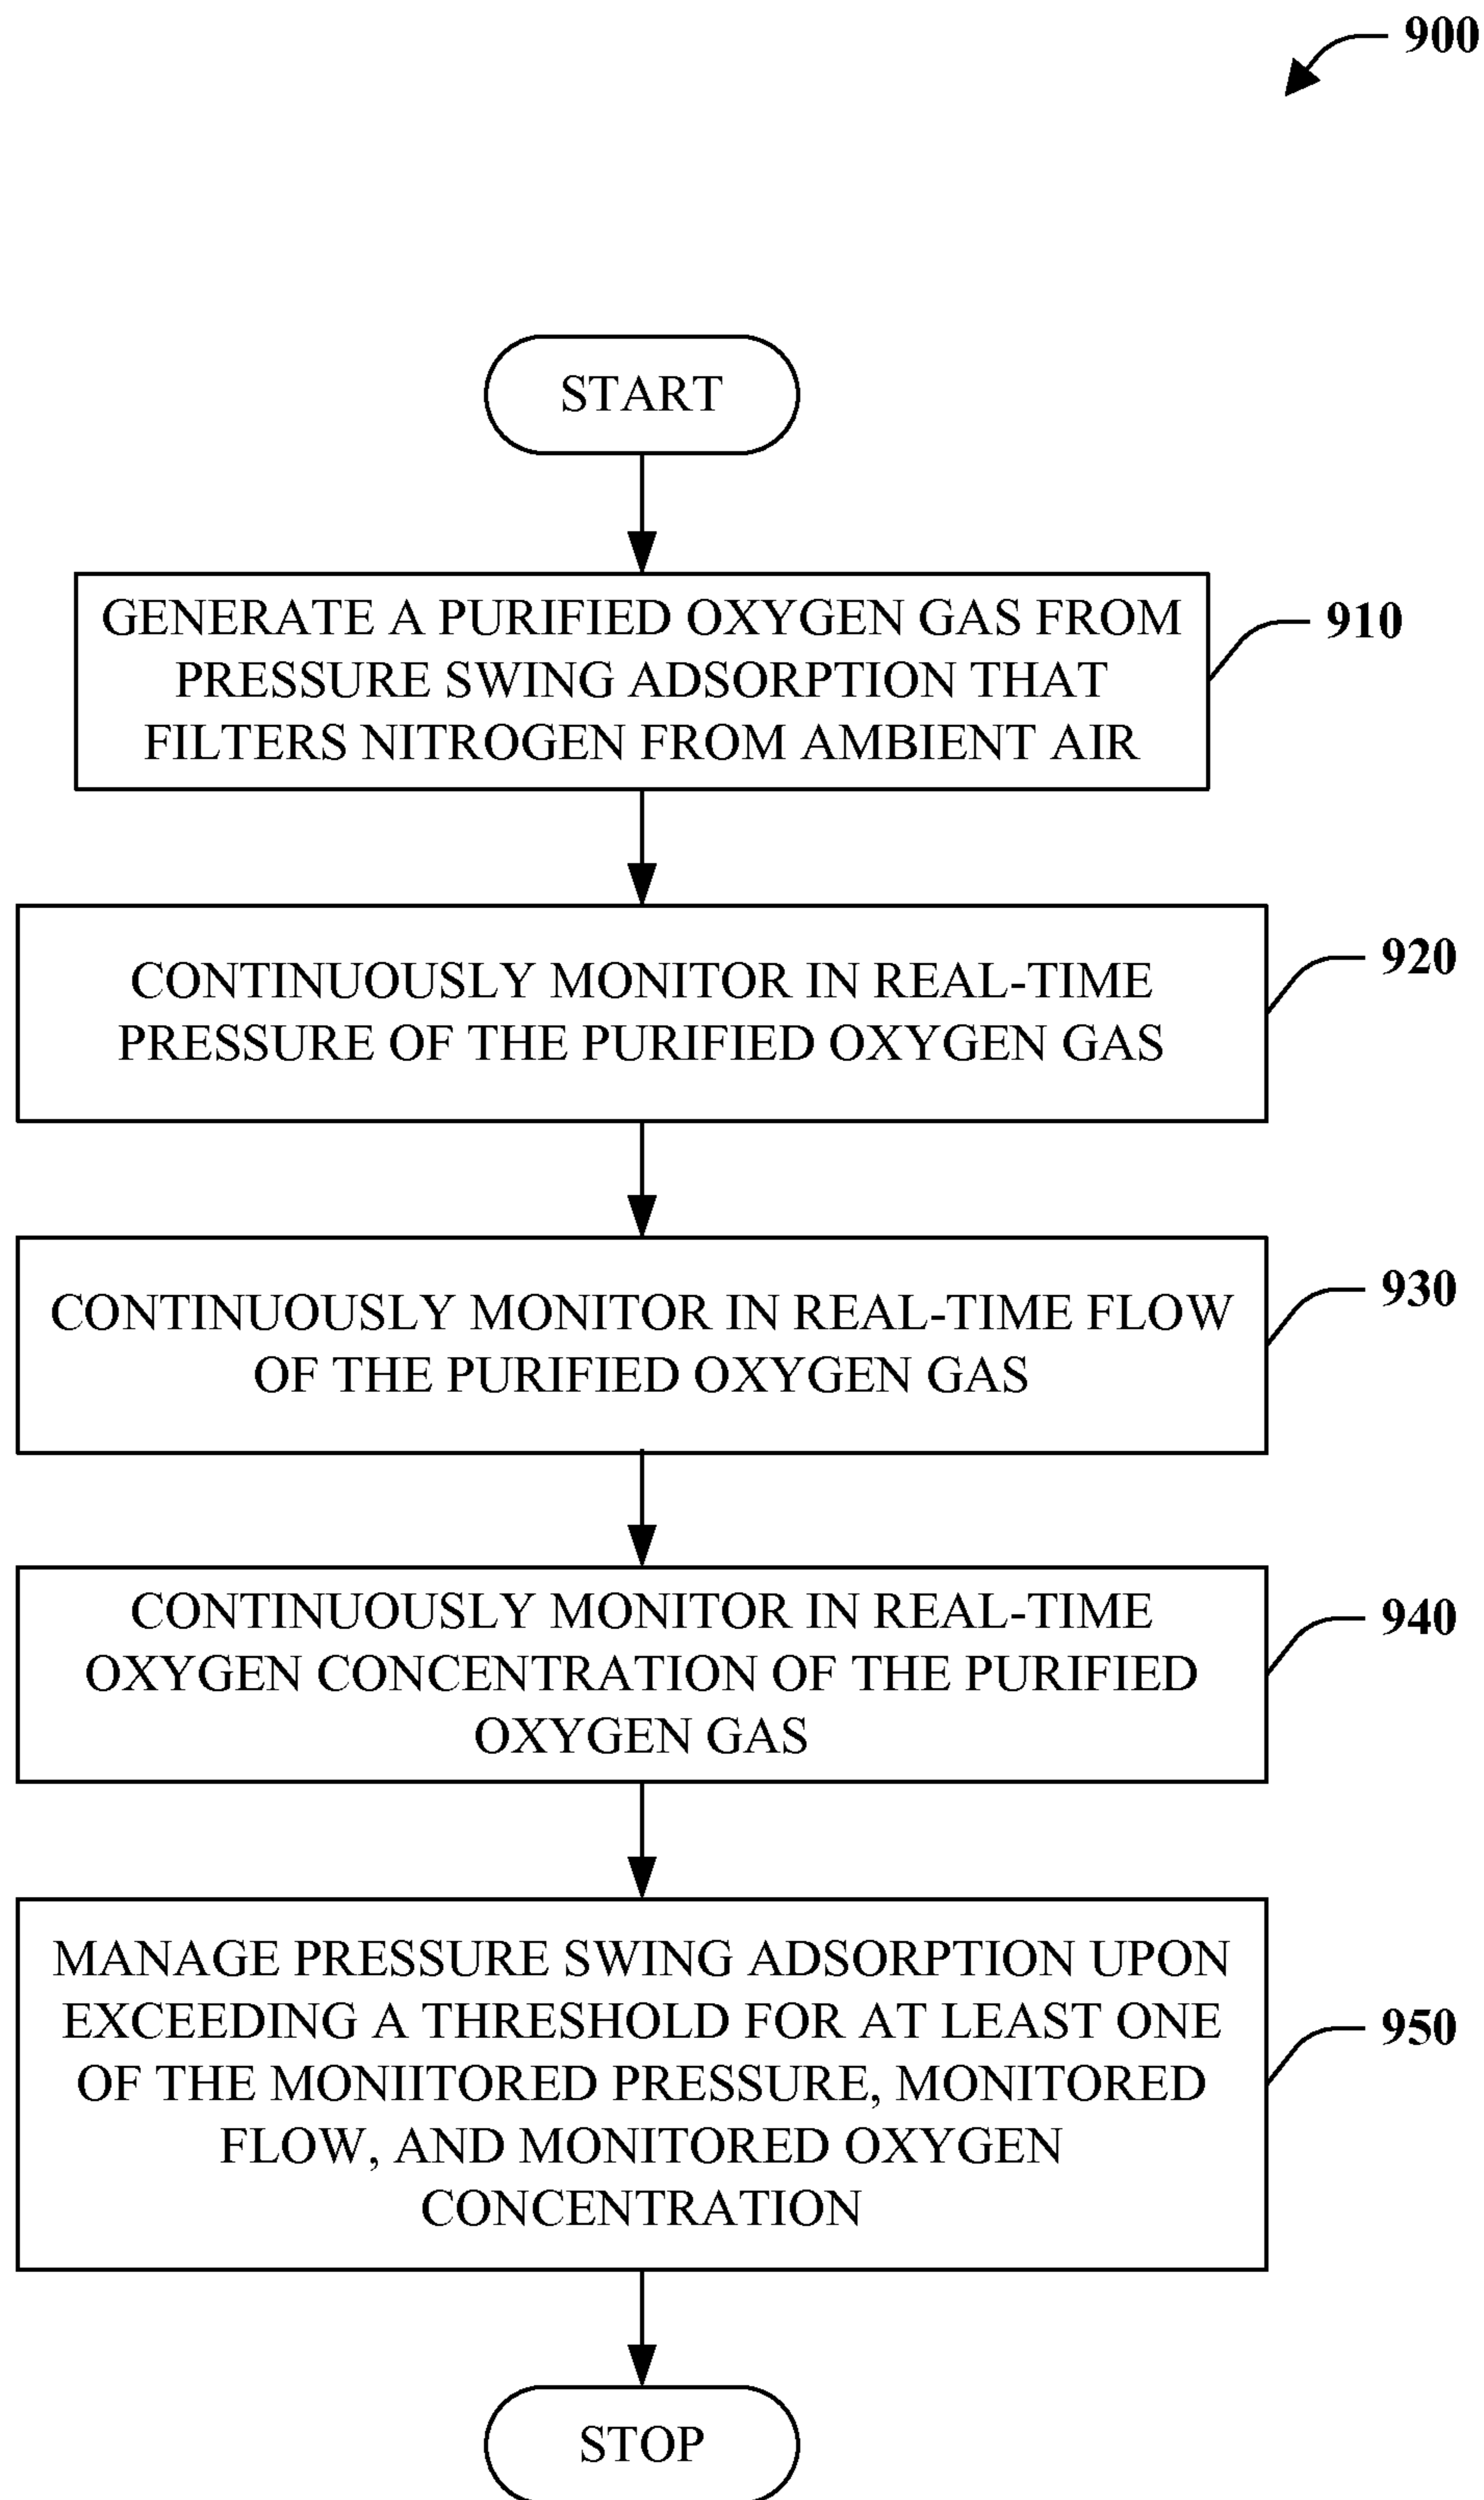 900
START
GENERATE A PURIFIED OXYGEN GAS FROM
PRESSURE SWING ADSORPTION THAT
FILTERS NITROGEN FROM AMBIENT AIR
910
CONTINUOUSLY MONITOR IN REAL-TIME
PRESSURE OF THE PURIFIED OXYGEN GAS
920
CONTINUOUSLY MONITOR IN REAL-TIME FLOW
OF THE PURIFIED OXYGEN GAS
930
CONTINUOUSLY MONITOR IN REAL-TIME
OXYGEN CONCENTRATION OF THE PURIFIED
OXYGEN GAS
940
MANAGE PRESSURE SWING ADSORPTION UPON
EXCEEDING A THRESHOLD FOR AT LEAST ONE
OF THE MONIITORED PRESSURE, MONITORED
FLOW, AND MONITORED OXYGEN
CONCENTRATION
950
STOP